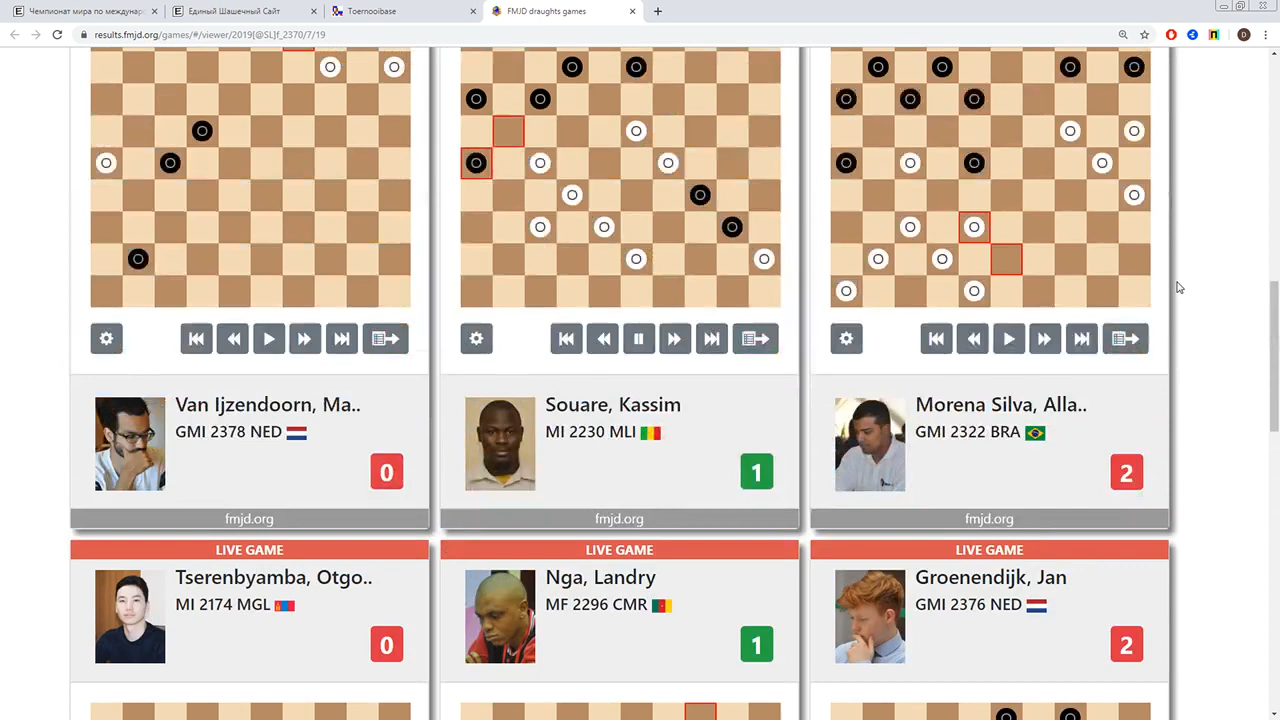 Чемпионат мира по междунаро
Единый Шашечный Сайт
Toernooibase
FMJD draughts games
results.fmjd.org/games/#/viewer/2019[@SL]f_2370/7/19
D
Van Ijzendoorn, Ma..
GMI 2378 NED
0
fmjd.org
Souare, Kassim
MI 2230 MLI
1
fmjd.org
Morena Silva, Alla..
GMI 2322 BRA
2
fmjd.org
LIVE GAME
Tserenbyamba, Otgo..
MI 2174 MGL
0
LIVE GAME
Nga, Landry
MF 2296 CMR
1
LIVE GAME
Groenendijk, Jan
GMI 2376 NED
2